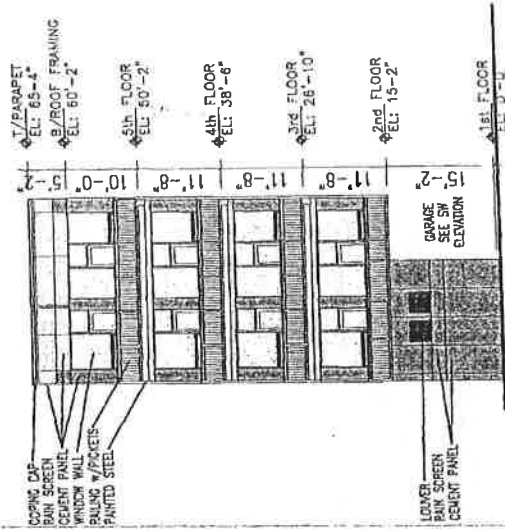 T/PARAPET
EL: 65'-4"
B/ROOF FRAMING
EL: 60'-2"
5th FLOOR
EL: 50'-2"
4th FLOOR
EL: 38'-6"
3rd FLOOR
EL: 26'-10"
2nd FLOOR
EL: 15-2"
1st FLOOR
5'-2"
10'-0"
11'-8"
11'-8"
11'-8"
15'-2"
GARAGE
SEE SW
ELEVATION
COPING CAP
RAIN SCREEN
CEMENT PANEL
WINDOW WALL
RAILING W/PICKETS
PAINTED STEEL
LOUVER
RAIN SCREEN
CEMENT PANEL